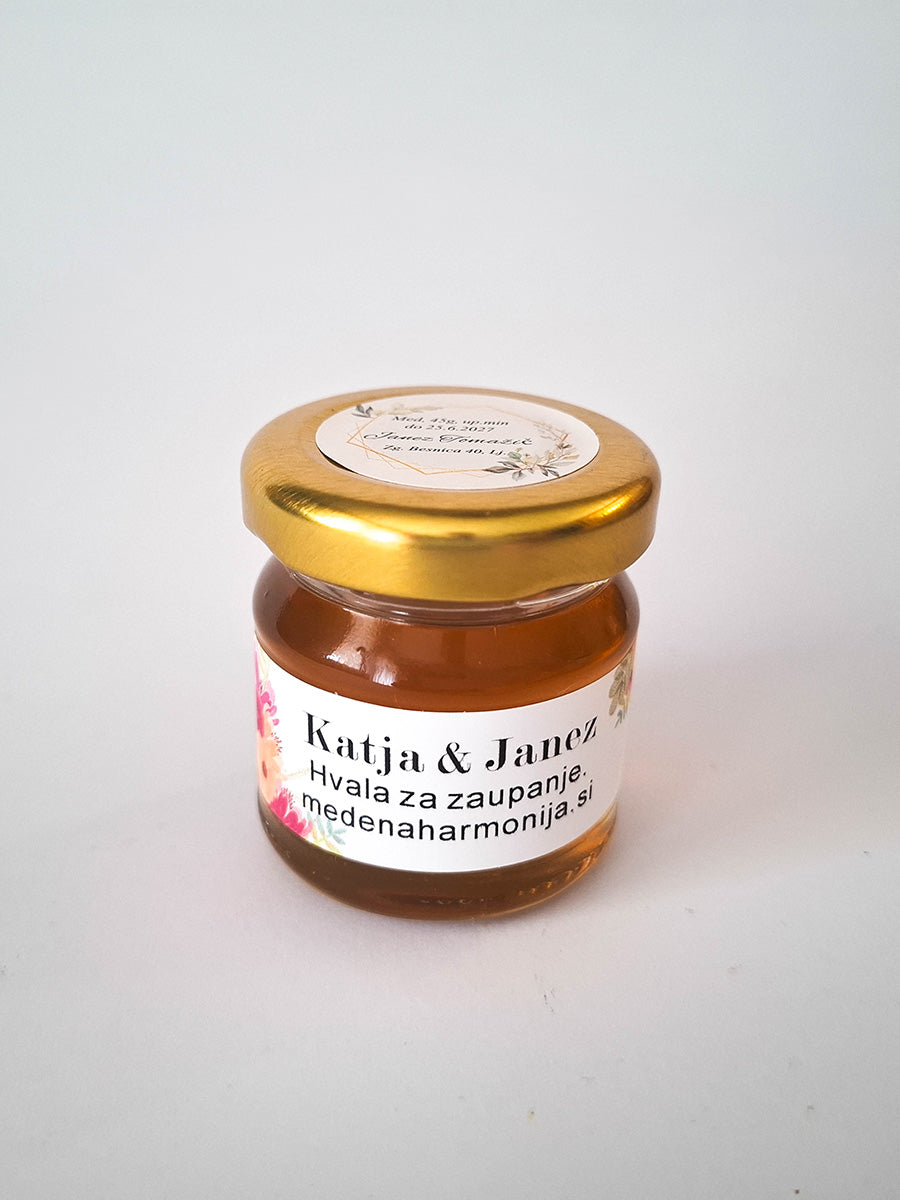 Med, 45g. up.min
do 25.6.2027
Janez Tomažič
Zg. Besnica 40, Lj.
Katja & Janez
Hvala za zaupanje.
medenaharmonija.si